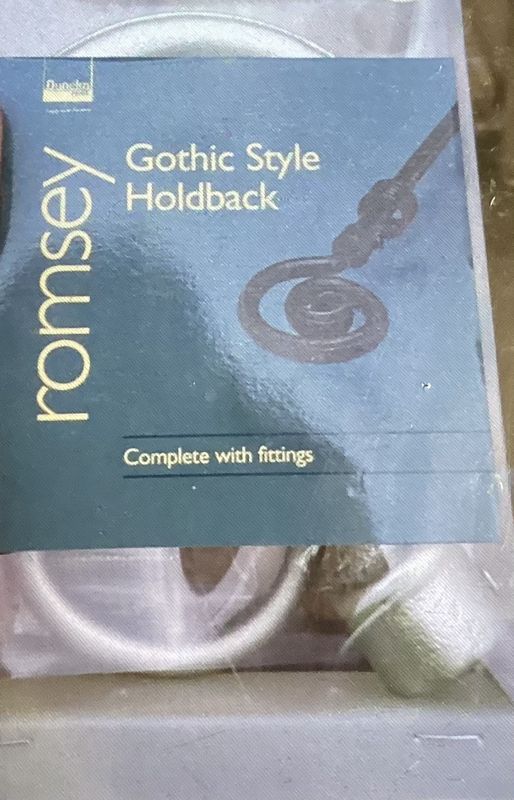 romsey
Gothic Style
Holdback
Complete with fittings